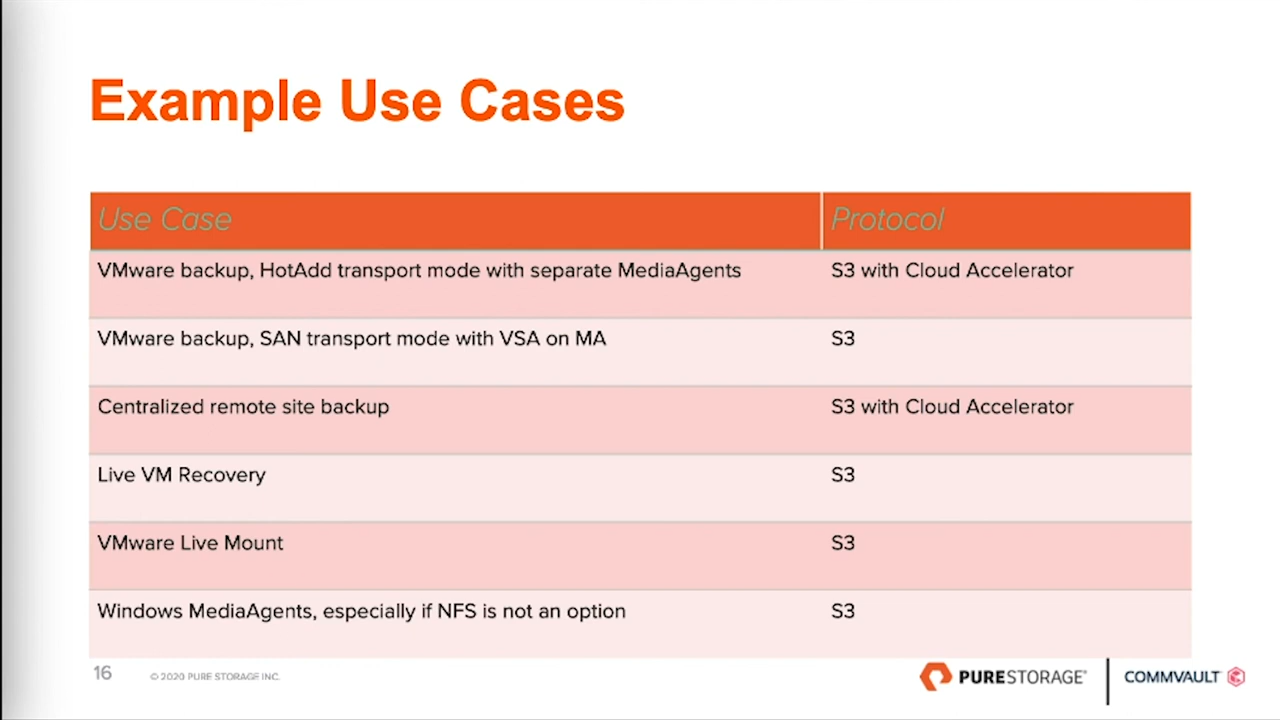 Example Use Cases
Use Case Protocol
VMware backup, HotAdd transport mode with separate MediaAgents S3 with Cloud Accelerator
VMware backup, SAN transport mode with VSA on MA S3
Centralized remote site backup S3 with Cloud Accelerator
Live VM Recovery S3
VMware Live Mount S3
Windows MediaAgents, especially if NFS is not an option S3
16 © 2020 PURE STORAGE INC. PURESTORAGE® COMMVAULT